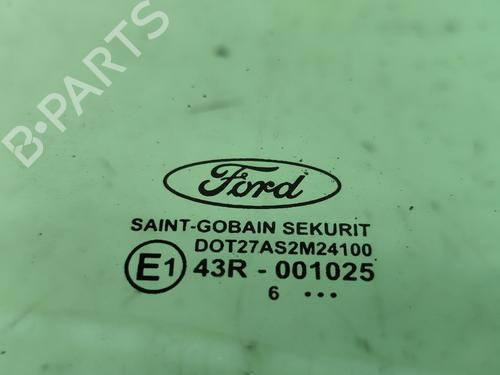 B-PARTS
Ford
SAINT-GOBAIN SEKURIT
DOT27AS2M24100
E1 43R - 001025
6 •••